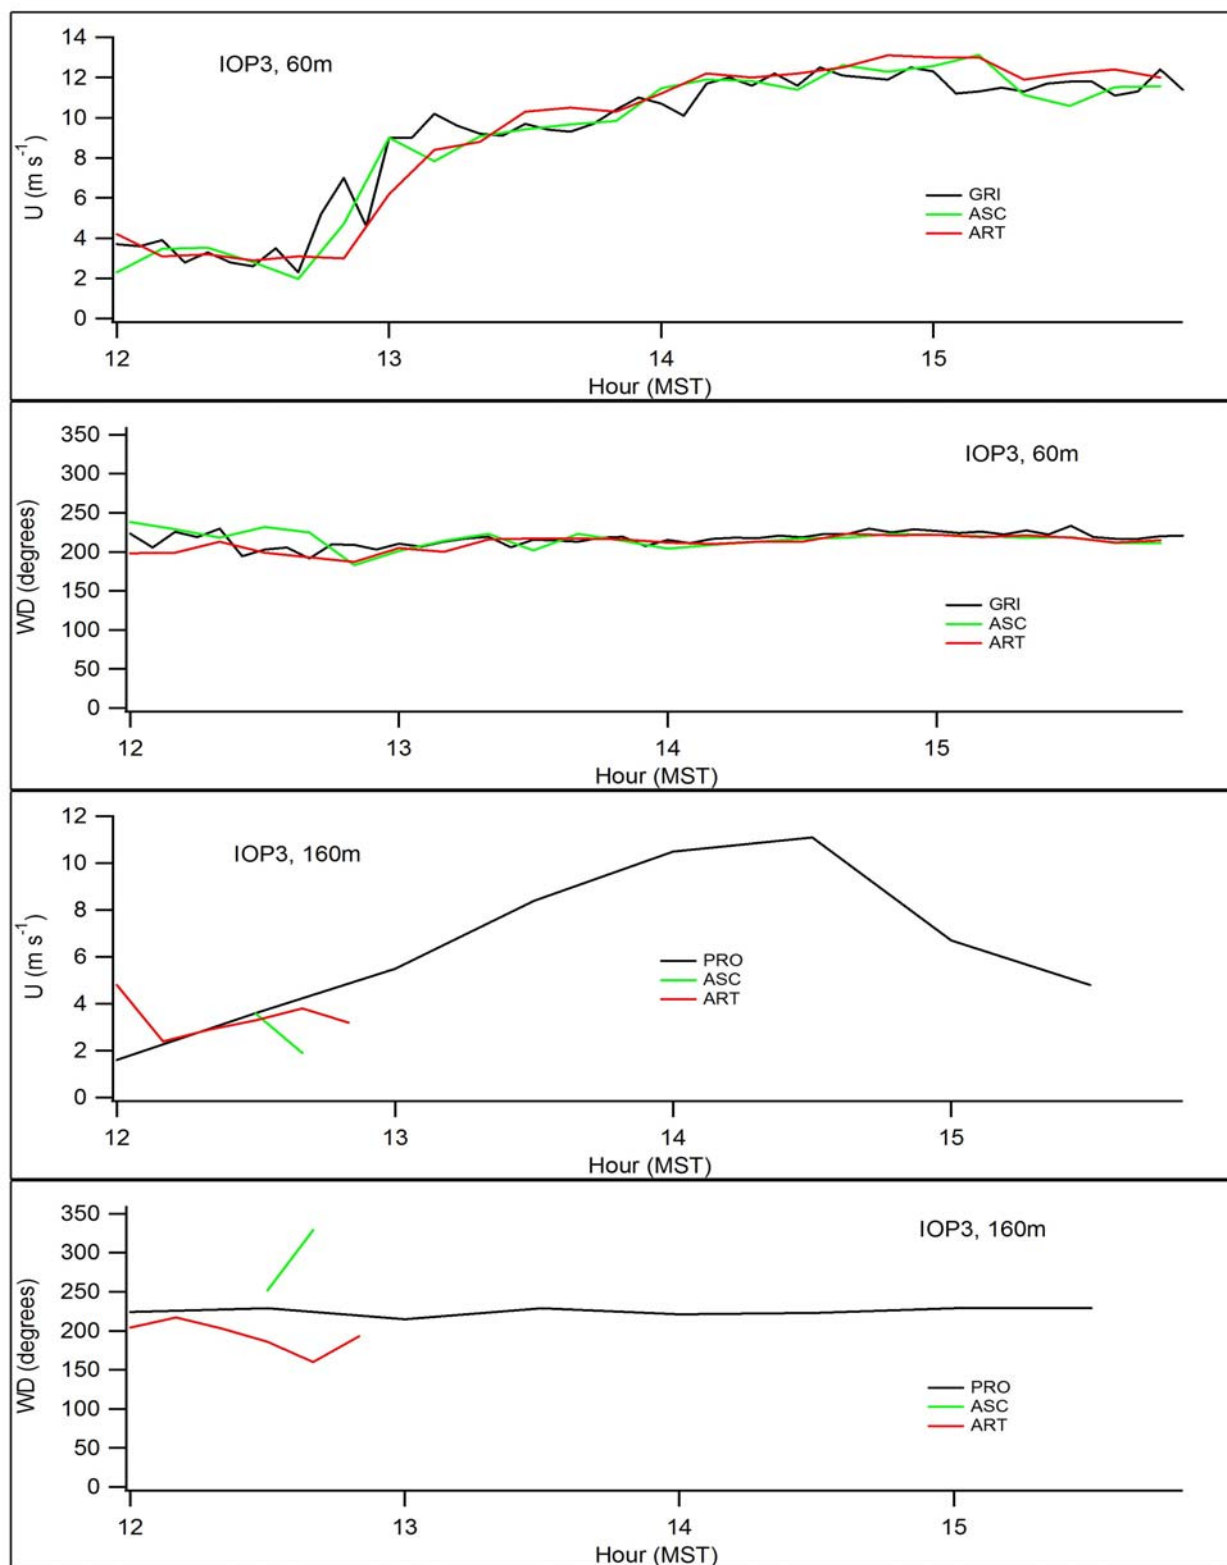 14
12
10
8
6
4
2
0
U (m s⁻¹)
IOP3, 60m
GRI
ASC
ART
12 13 14 15
Hour (MST)
350
300
250
200
150
100
50
0
WD (degrees)
IOP3, 60m
GRI
ASC
ART
12 13 14 15
Hour (MST)
12
10
8
6
4
2
0
U (m s⁻¹)
IOP3, 160m
PRO
ASC
ART
12 13 14 15
Hour (MST)
350
300
250
200
150
100
50
0
WD (degrees)
IOP3, 160m
PRO
ASC
ART
12 13 14 15
Hour (MST)